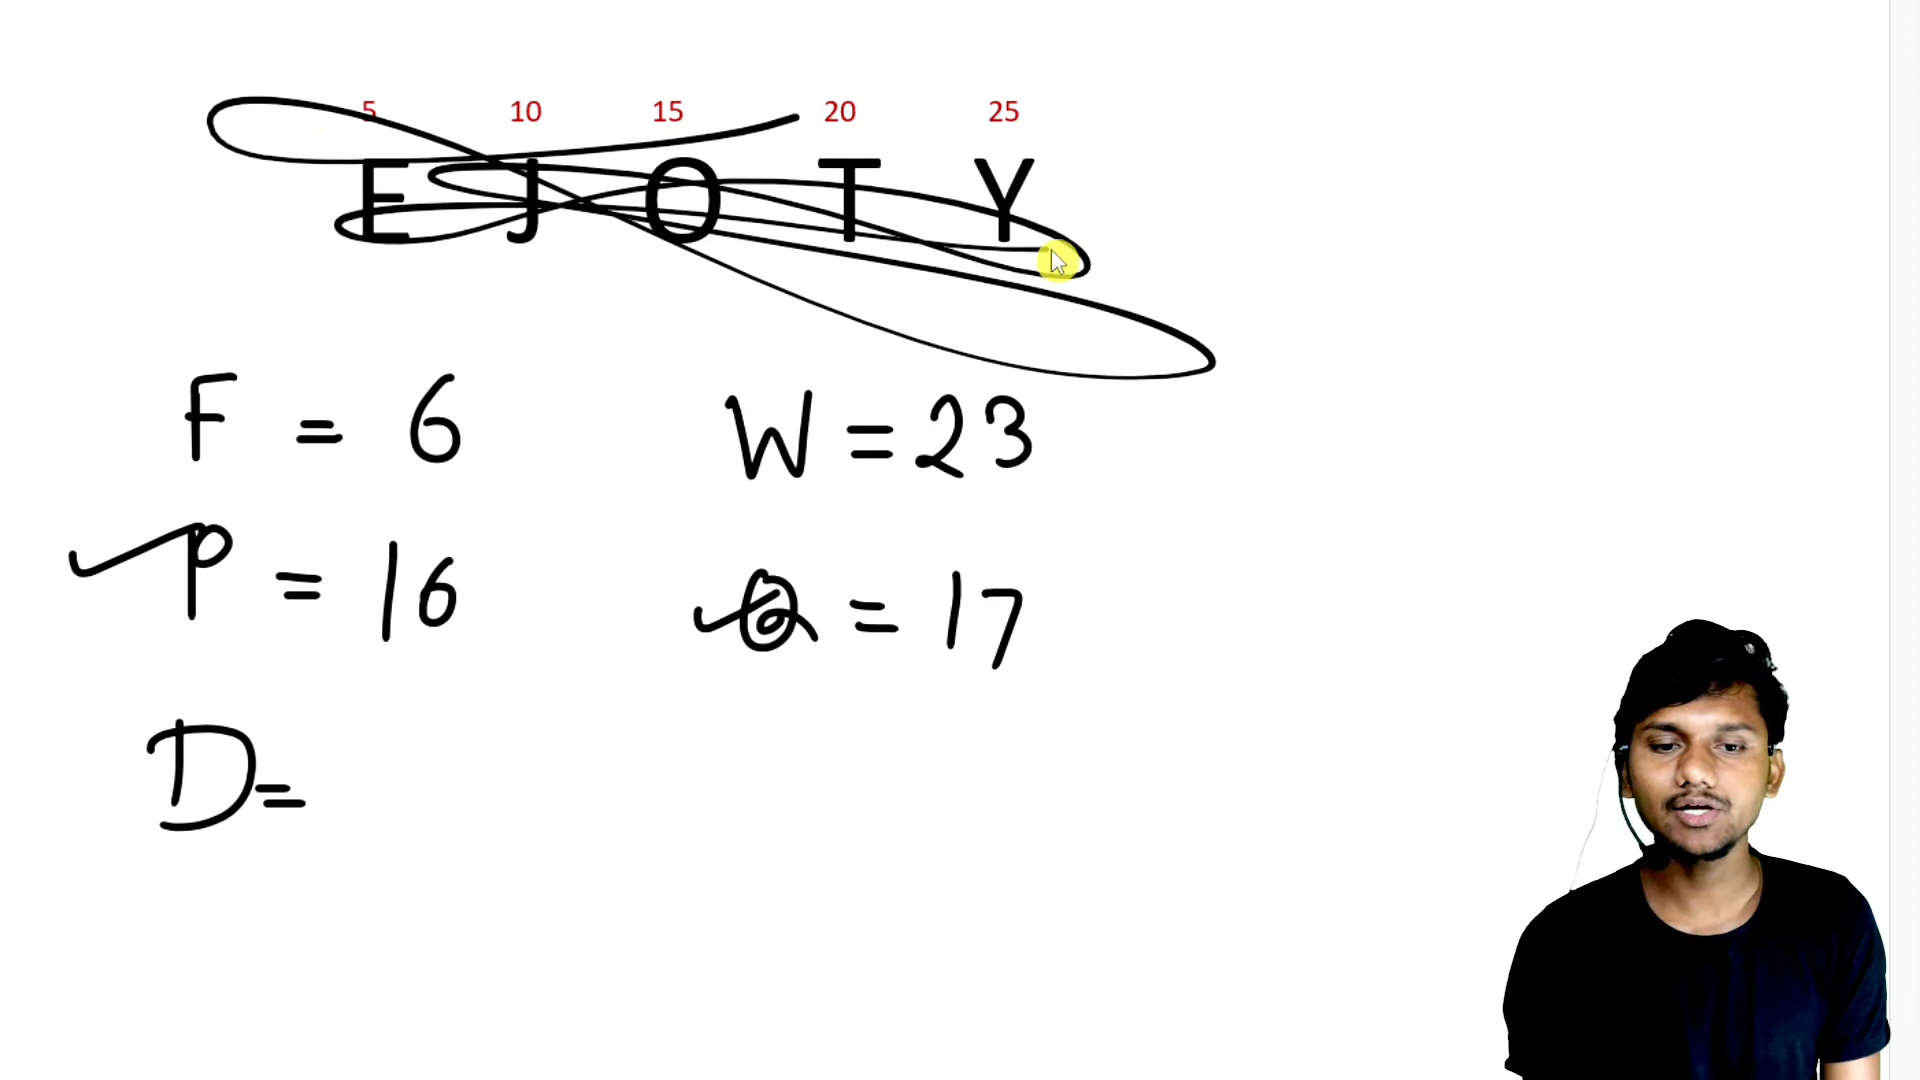 5 10 15 20 25
E J O T Y
F = 6 W = 23
P = 16 Q = 17
D=